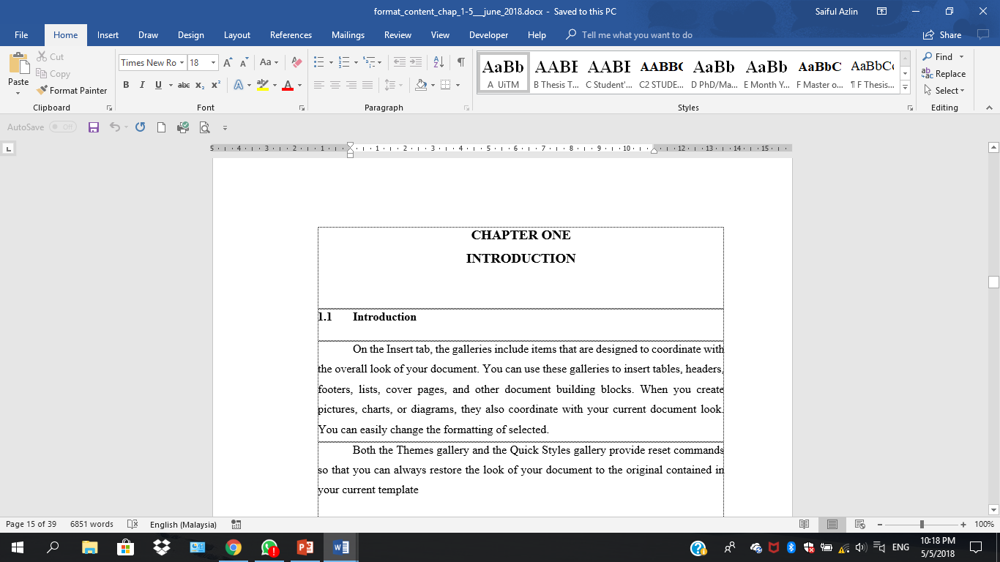 format_content_chap_1-5__june_2018.docx - Saved to this PC
Saiful Azlin
File Home Insert Draw Design Layout References Mailings Review View Developer Help Tell me what you want to do Share
Paste
Cut
Copy
Format Painter
Clipboard
Times New Ro 18
B I U abc x₂ x²
Font
Paragraph
AaBb AABE AABE AABBC AaBb AaBb AaBbC AaBbCc
A UiTM B Thesis T... C Student'... C2 STUDE... D PhD/Ma... E Month Y... F Master o... ¶ F Thesis...
Styles
Find
Replace
Select
Editing
AutoSave Off
5 4 3 2 1 1 2 3 4 5 6 7 8 9 10 12 13 14 15
CHAPTER ONE
INTRODUCTION
1.1 Introduction
On the Insert tab, the galleries include items that are designed to coordinate with
the overall look of your document. You can use these galleries to insert tables, headers,
footers, lists, cover pages, and other document building blocks. When you create
pictures, charts, or diagrams, they also coordinate with your current document look.
You can easily change the formatting of selected.
Both the Themes gallery and the Quick Styles gallery provide reset commands
so that you can always restore the look of your document to the original contained in
your current template
Page 15 of 39 6851 words English (Malaysia) 100%
ENG
10:18 PM
5/5/2018